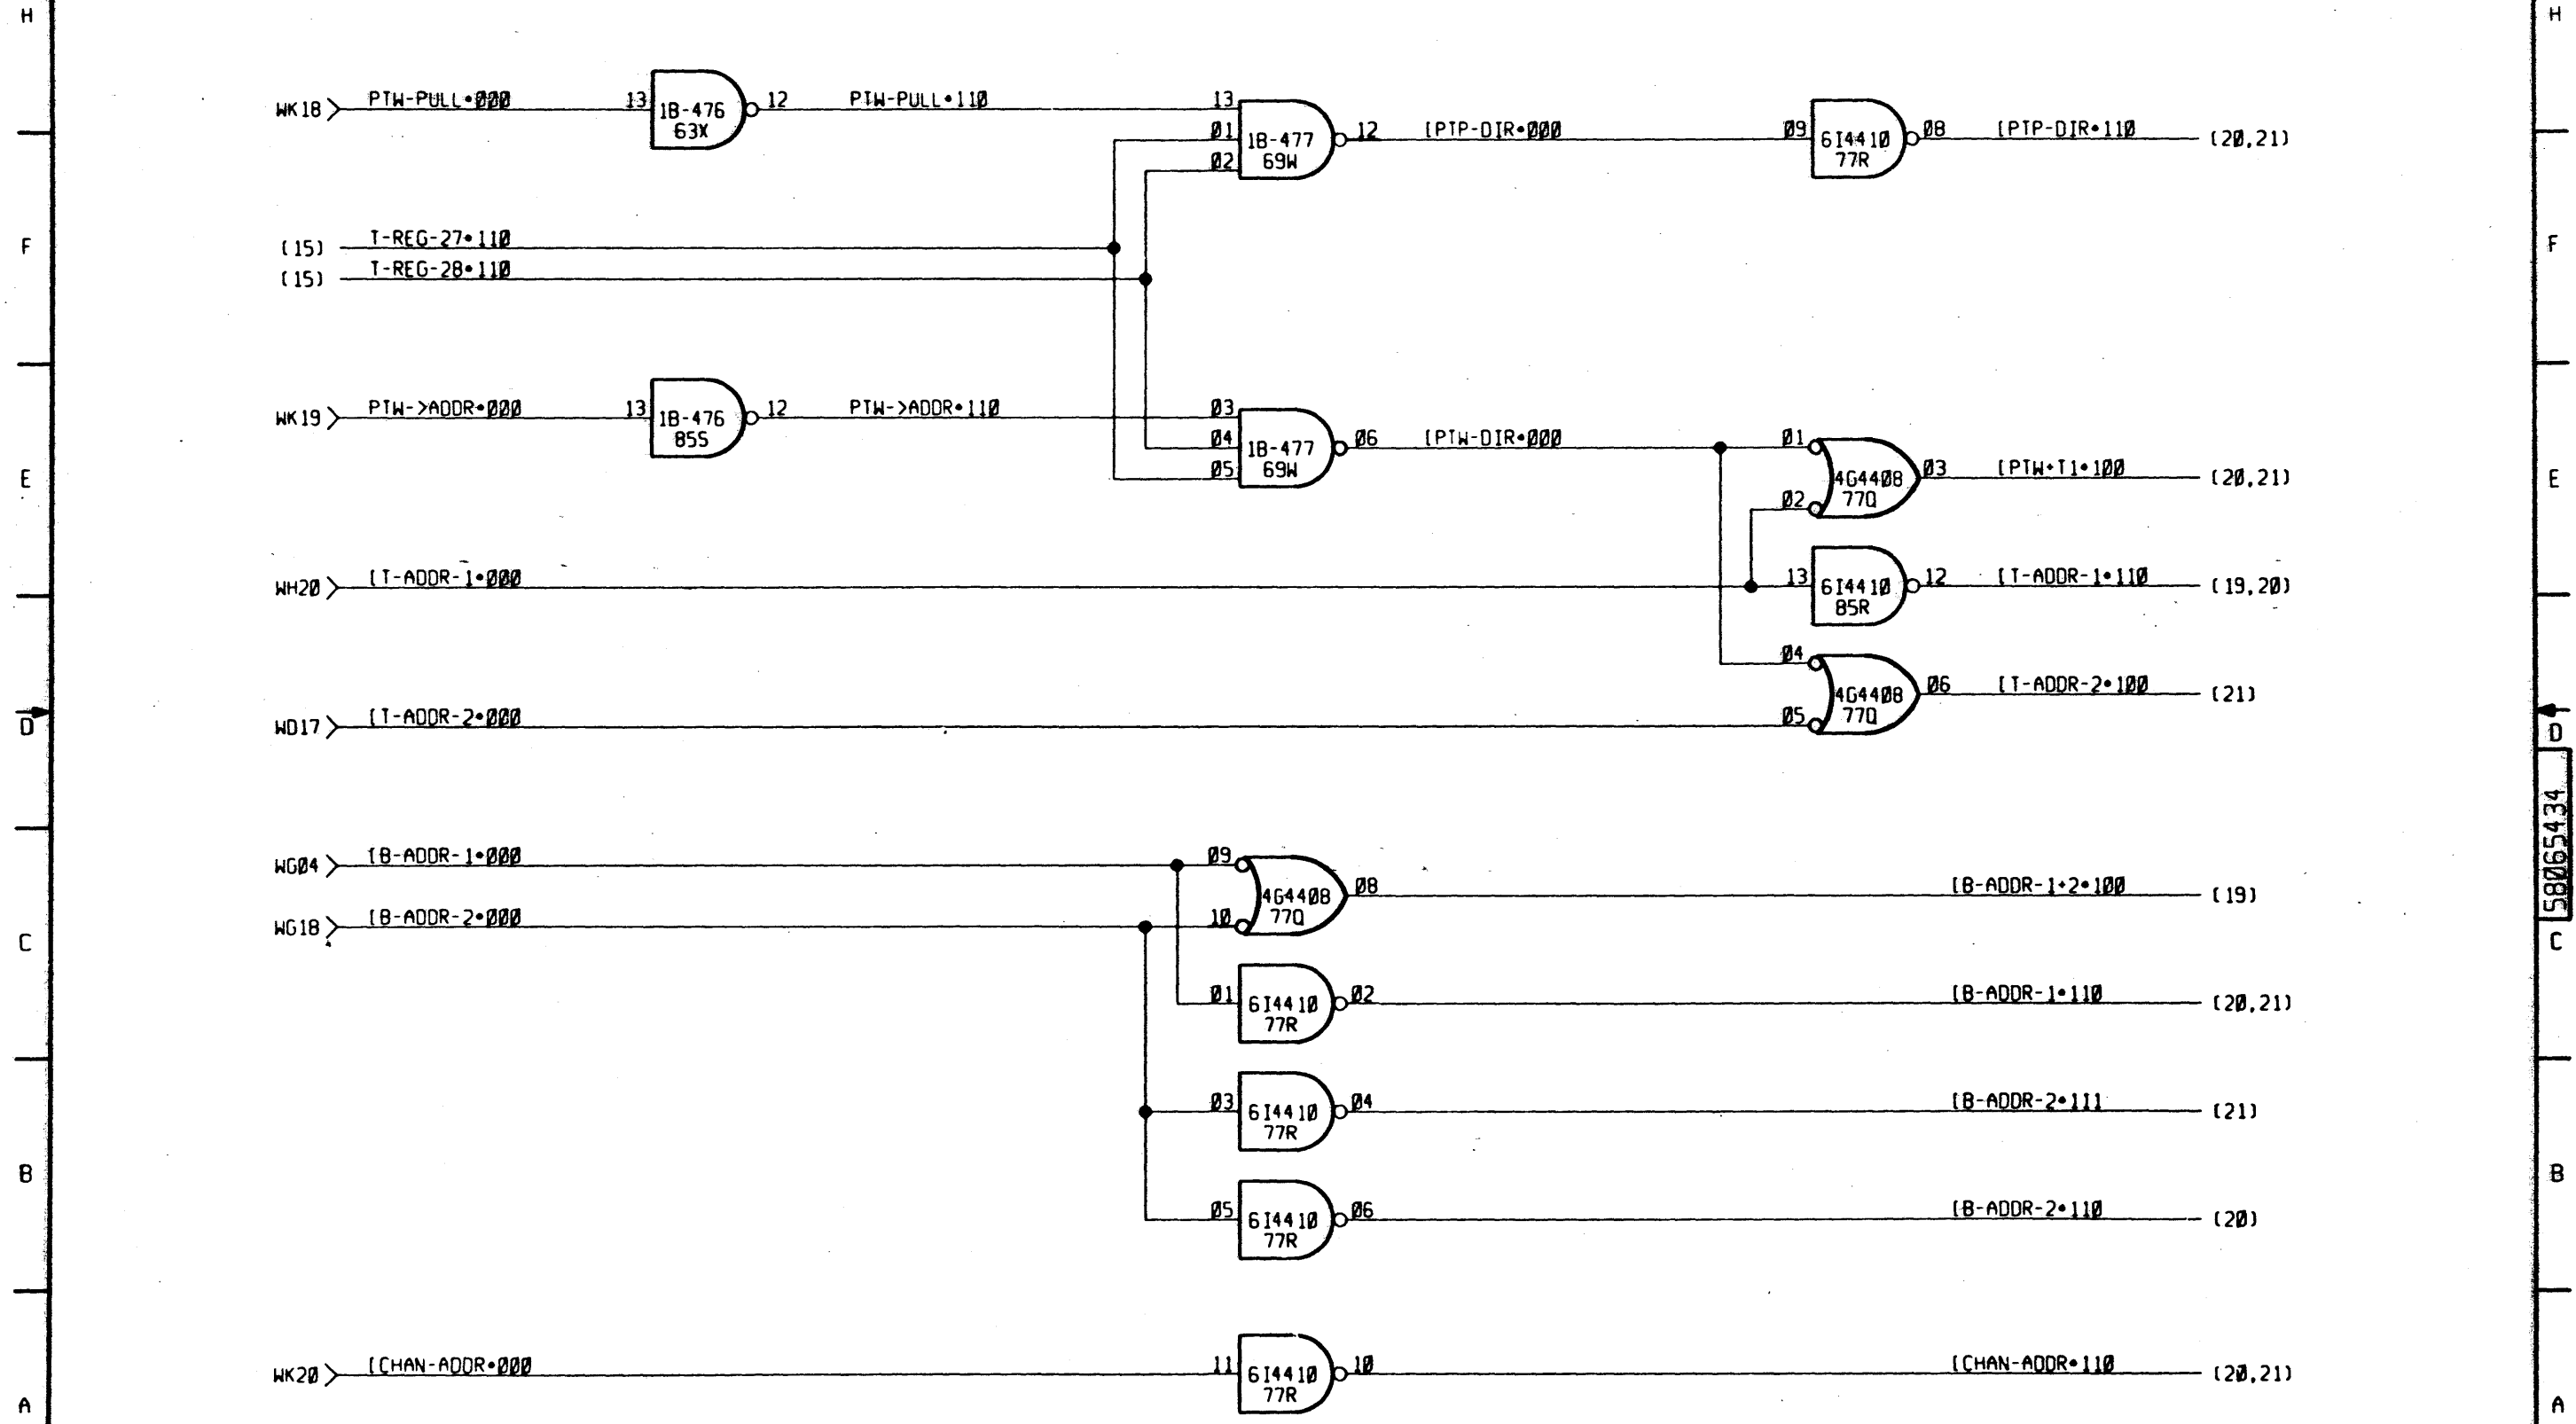 H H
WK18 PTW-PULL•000 13 1B-476 63X 12 PTW-PULL•110 13 01 02 1B-477 69W 12 [PTP-DIR•000 09 6I4410 77R 08 [PTP-DIR•110 (20,21)
F (15) T-REG-27•110 F
(15) T-REG-28•110
WK19 PTW->ADDR•000 13 1B-476 85S 12 PTW->ADDR•110 03 04 05 1B-477 69W 06 [PTW-DIR•000 01 02 4G4408 77Q 03 [PTW+T1•100 (20,21)
E E
WH20 [T-ADDR-1•000 13 6I4410 85R 12 [T-ADDR-1•110 (19,20)
04 05 4G4408 77Q 06 [T-ADDR-2•100 (21)
D WD17 [T-ADDR-2•000 D
58065434
WG04 [B-ADDR-1•000 09 10 4G4408 77Q 08 [B-ADDR-1+2•100 (19)
WG18 [B-ADDR-2•000
C C
01 6I4410 77R 02 [B-ADDR-1•110 (20,21)
03 6I4410 77R 04 [B-ADDR-2•111 (21)
B B
05 6I4410 77R 06 [B-ADDR-2•110 (20)
WK20 [CHAN-ADDR•000 11 6I4410 77R 10 [CHAN-ADDR•110 (20,21)
A A